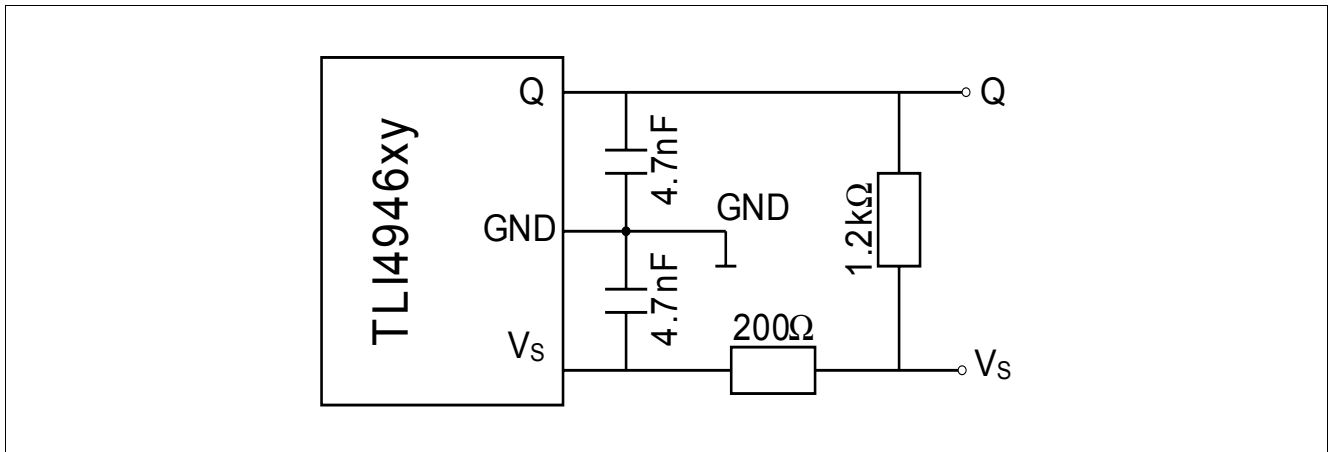 TLI4946xy
Q
Q
4.7nF
GND
GND
1.2kΩ
4.7nF
200Ω
VS
VS